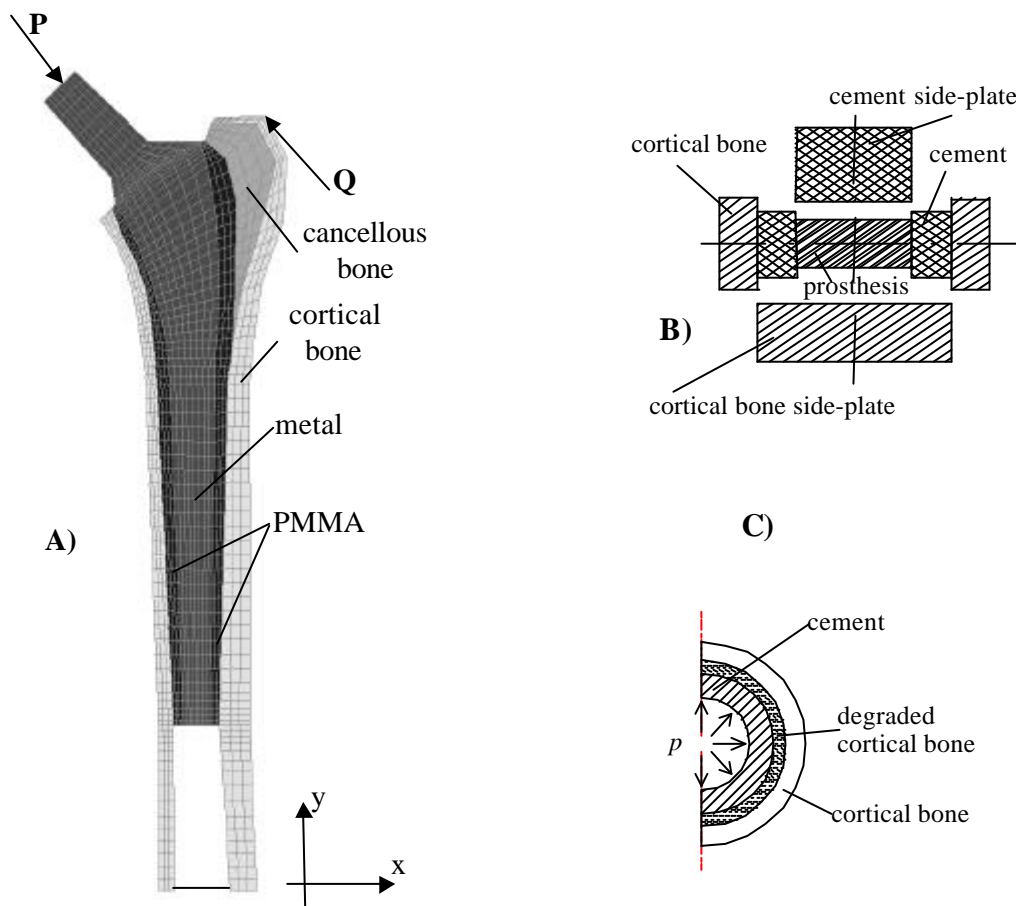 P
Q
cancellous
bone
cortical
bone
metal
PMMA
A)
y
x
cement side-plate
cortical bone
cement
prosthesis
B)
cortical bone side-plate
C)
cement
p
degraded
cortical bone
cortical bone